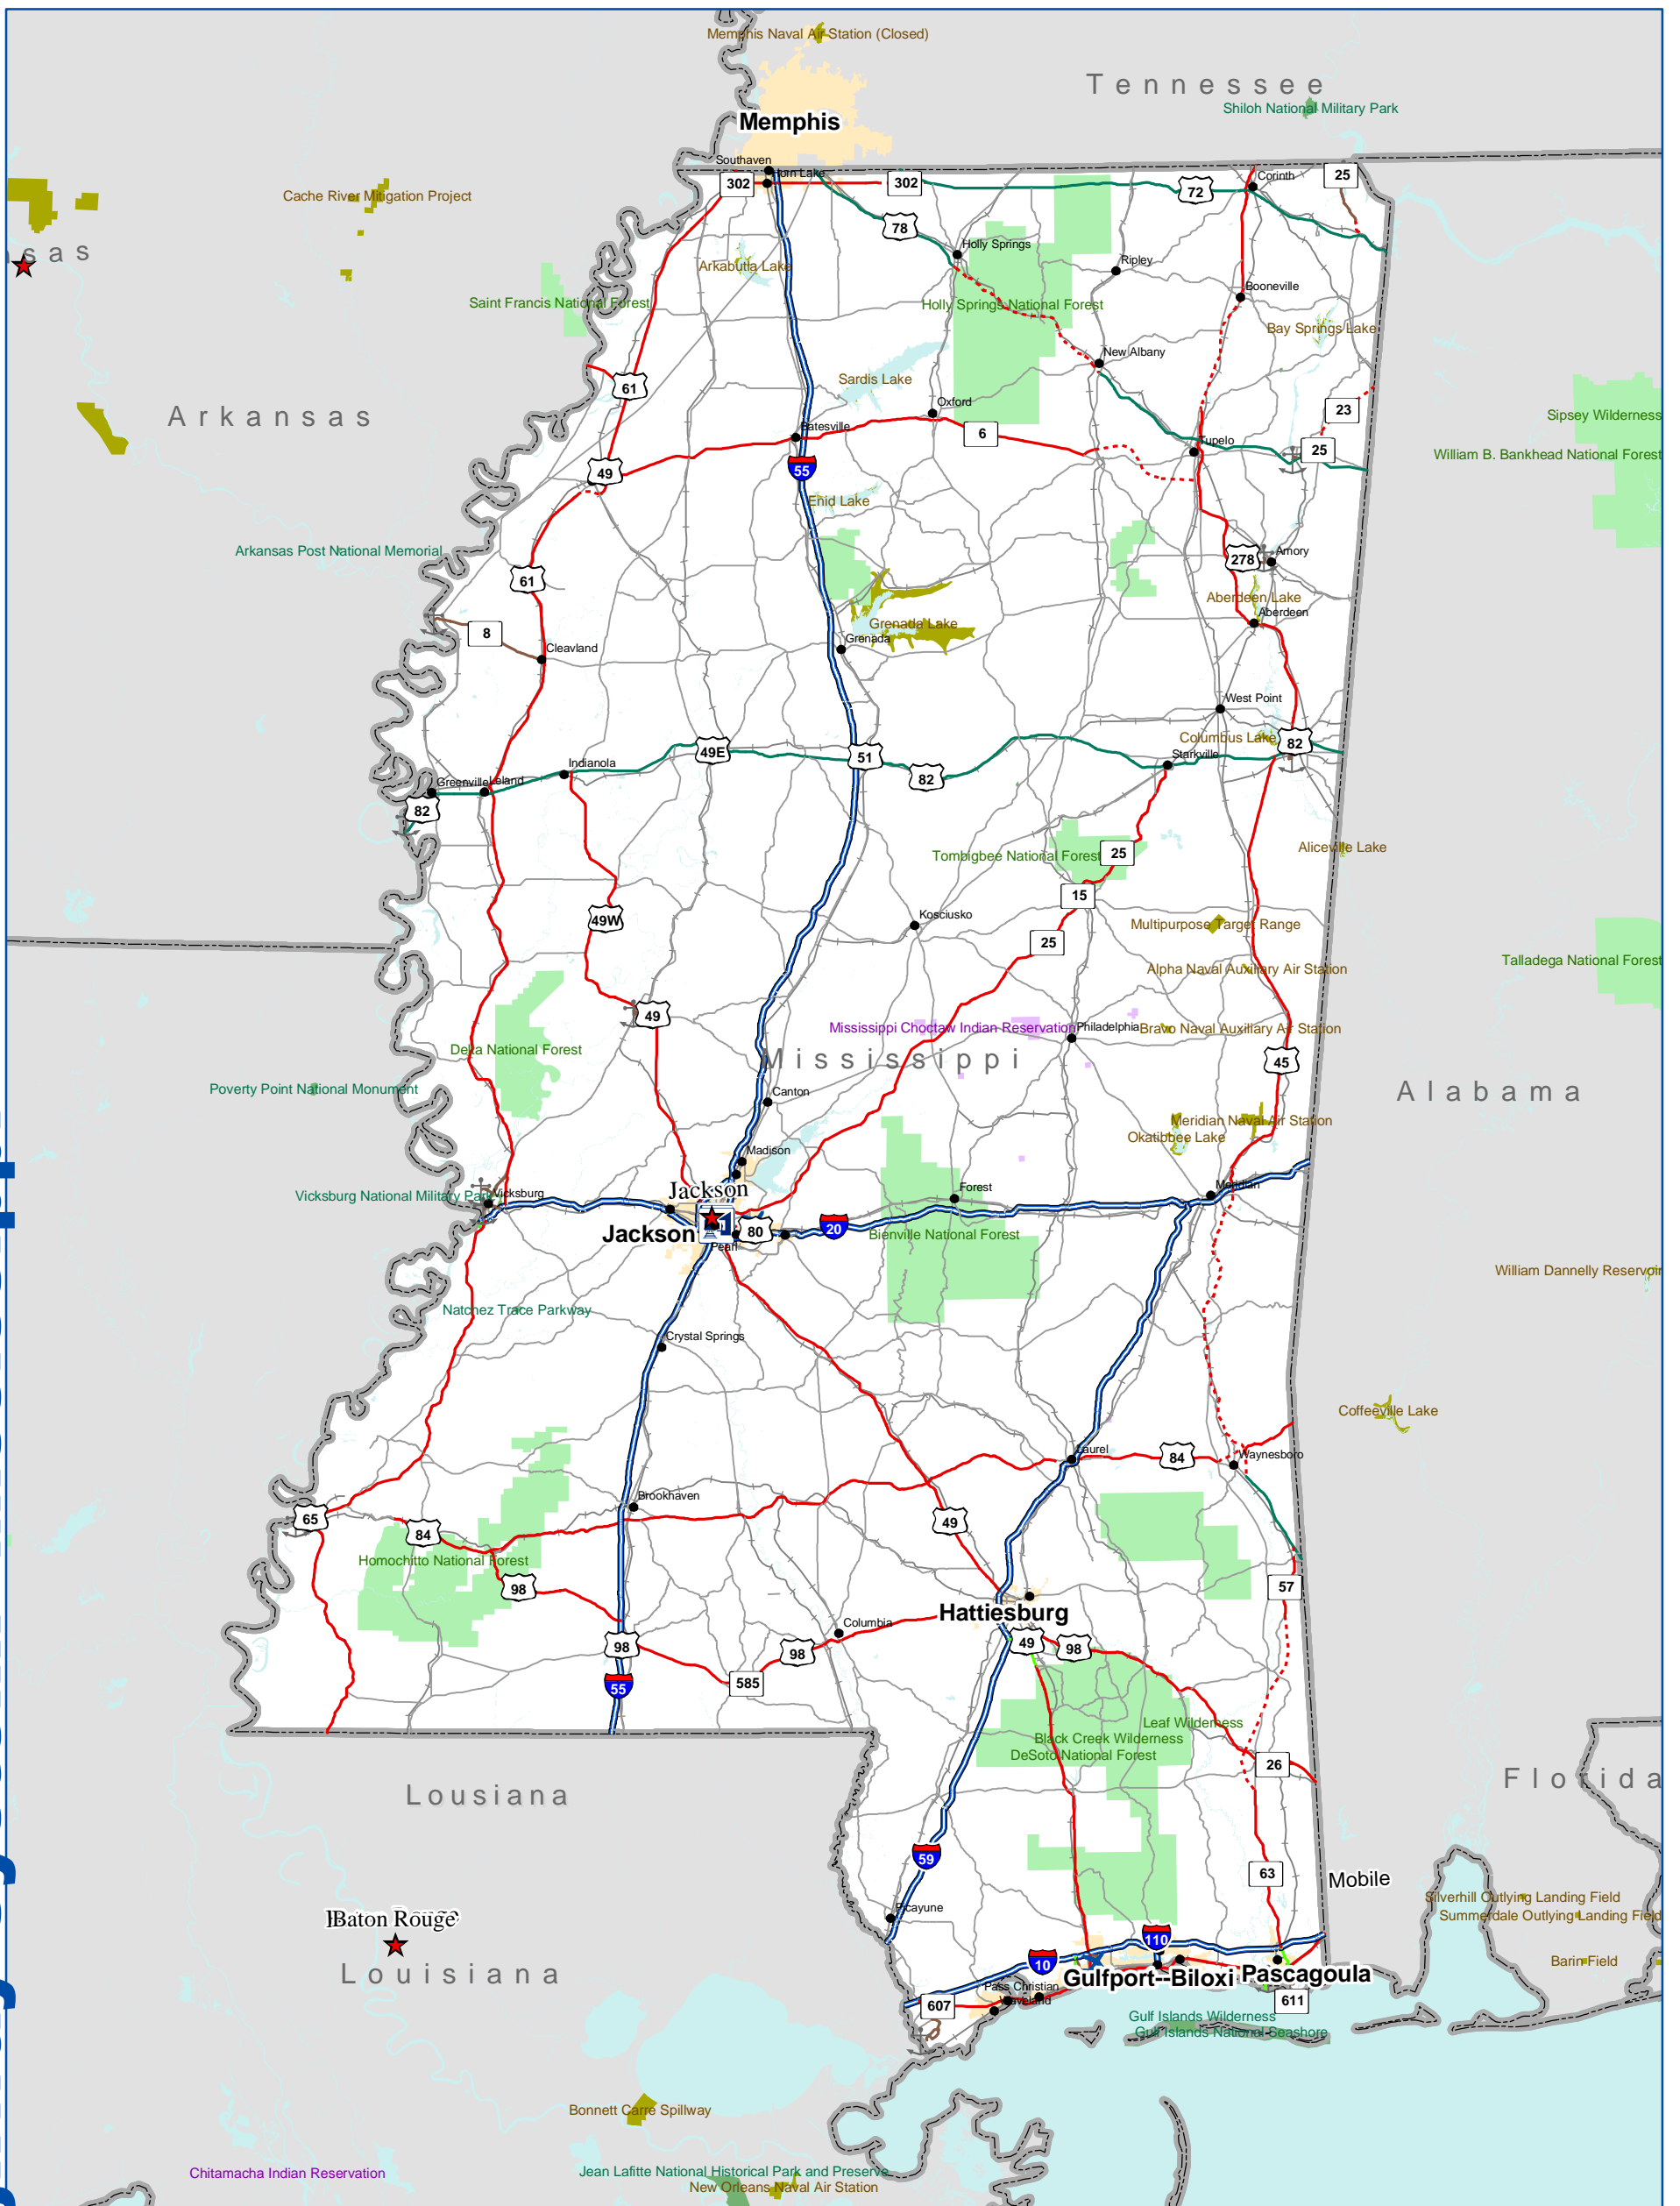 Memphis Naval Air Station (Closed)
Tennessee
Shiloh National Military Park
Memphis
Southaven
Horn Lake
302
302
72
Corinth
25
Cache River Mitigation Project
78
Holly Springs
sas
Arkabutla Lake
Ripley
Booneville
Saint Francis National Forest
Holly Springs National Forest
Bay Springs Lake
New Albany
61
Sardis Lake
Oxford
23
Arkansas
Sipsey Wilderness
Batesville
6
Tupelo
25
William B. Bankhead National Forest
49
55
Enid Lake
Arkansas Post National Memorial
278
Amory
61
Aberdeen Lake
Aberdeen
8
Grenada Lake
Grenada
Cleavland
West Point
Columbus Lake
82
49E
51
Starkville
Indianola
82
Greenville
Leland
82
Aliceville Lake
Tombigbee National Forest
25
15
49W
Kosciusko
Multipurpose Target Range
25
Talladega National Forest
Alpha Naval Auxiliary Air Station
49
Mississippi Choctaw Indian Reservation
Philadelphia
Bravo Naval Auxillary Air Station
Delta National Forest
Mississippi
45
Poverty Point National Monument
Canton
Alabama
Meridian Naval Air Station
Okatibbee Lake
Madison
Vicksburg National Military Park
Vicksburg
Jackson
Forest
Meridian
Jackson
80
20
Bienville National Forest
Pearl
William Dannelly Reservoir
Natchez Trace Parkway
Crystal Springs
Coffeeville Lake
Laurel
84
Waynesboro
Brookhaven
65
84
49
Homochitto National Forest
98
57
Hattiesburg
Columbia
98
98
49
98
585
55
Leaf Wilderness
Black Creek Wilderness
DeSoto National Forest
26
Florida
Lousiana
59
63
Mobile
Silverhill Outlying Landing Field
Picayune
Summerdale Outlying Landing Field
Baton Rouge
110
10
Barin Field
Louisiana
Gulfport--Biloxi
Pascagoula
Pass Christian
Waveland
607
611
Gulf Islands Wilderness
Gulf Islands National Seashore
Bonnett Carre Spillway
Chitamacha Indian Reservation
Jean Lafitte National Historical Park and Preserve
New Orleans Naval Air Station